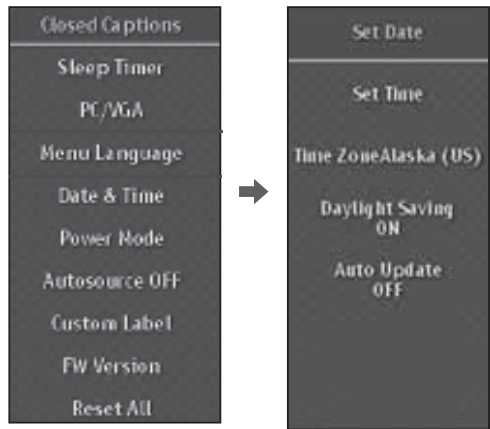 Closed Captions
Sleep Timer
PC/VGA
Menu Language
Date & Time
Power Mode
Autosource OFF
Custom Label
FW Version
Reset All
Set Date
Set Time
Time ZoneAlaska (US)
Daylight Saving
ON
Auto Update
OFF